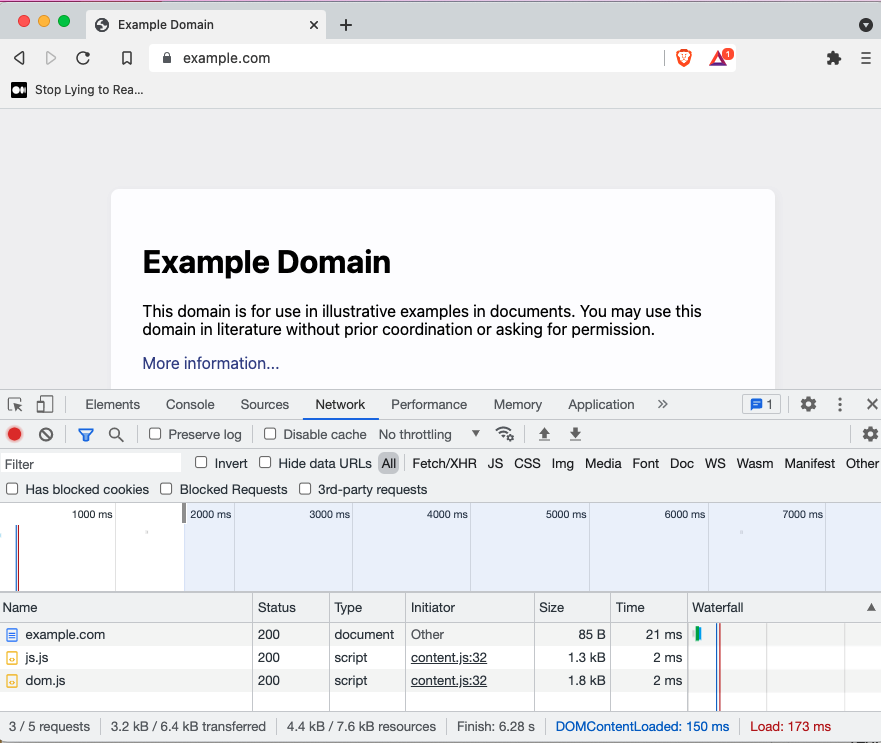 Example Domain
example.com
1
Stop Lying to Rea...
Example Domain
This domain is for use in illustrative examples in documents. You may use this
domain in literature without prior coordination or asking for permission.
More information...
Elements Console Sources Network Performance Memory Application 1
Preserve log Disable cache No throttling
Filter Invert Hide data URLs All Fetch/XHR JS CSS Img Media Font Doc WS Wasm Manifest Other
Has blocked cookies Blocked Requests 3rd-party requests
1000 ms 2000 ms 3000 ms 4000 ms 5000 ms 6000 ms 7000 ms
Name Status Type Initiator Size Time Waterfall
example.com 200 document Other 85 B 21 ms
js.js 200 script content.js:32 1.3 kB 2 ms
dom.js 200 script content.js:32 1.8 kB 2 ms
3 / 5 requests 3.2 kB / 6.4 kB transferred 4.4 kB / 7.6 kB resources Finish: 6.28 s DOMContentLoaded: 150 ms Load: 173 ms